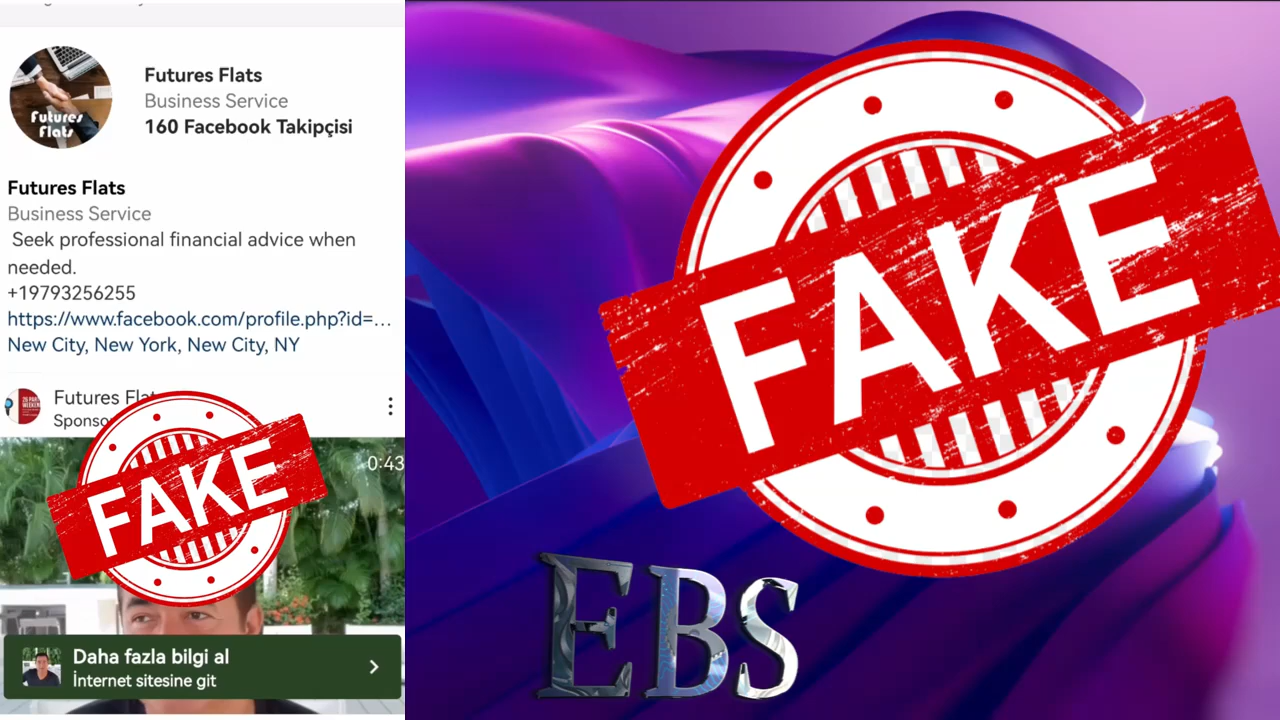 Futures Flats
Business Service
160 Facebook Takipçisi
Futures
Flats
Futures Flats
Business Service
Seek professional financial advice when
needed.
+19793256255
https://www.facebook.com/profile.php?id=...
New City, New York, New City, NY
Futures
Sponso
0:43
FAKE
Daha fazla bilgi al
İnternet sitesine git
FAKE
EBS